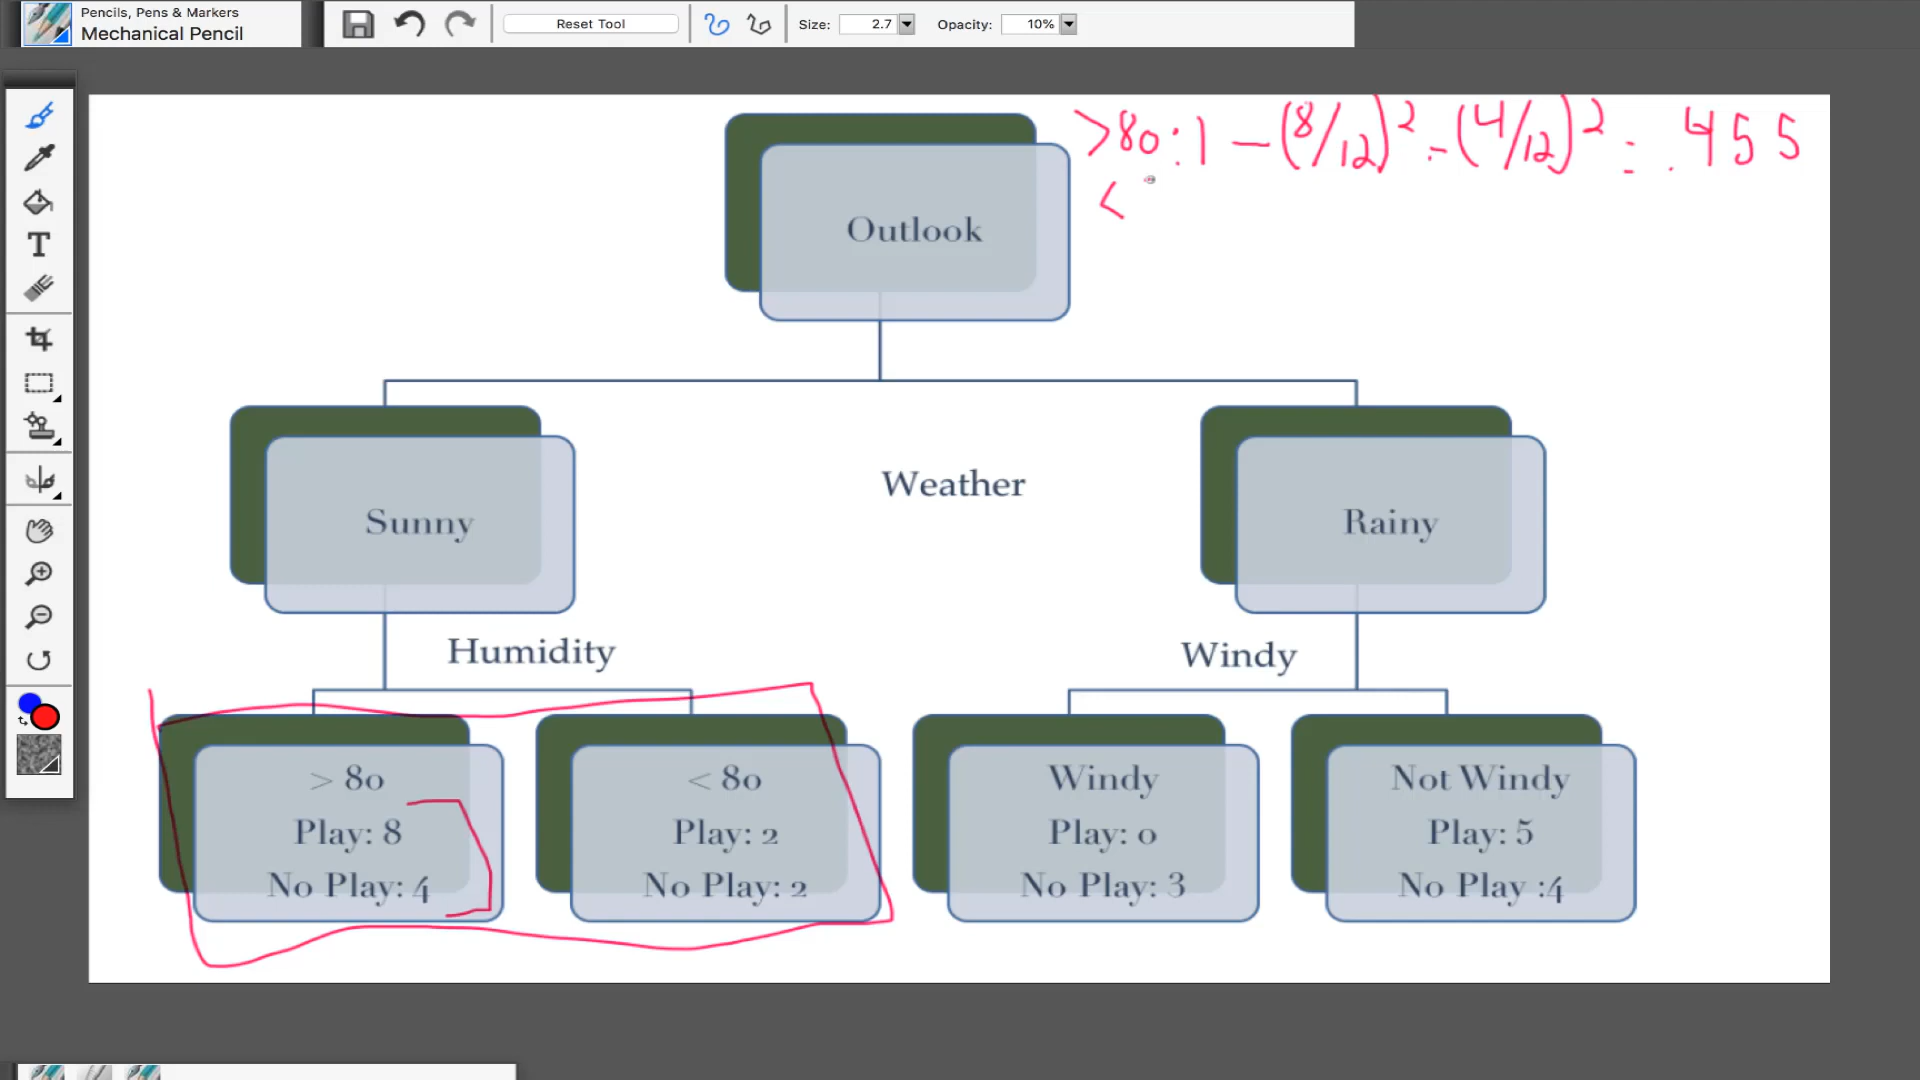 Pencils, Pens & Markers
Mechanical Pencil
Reset Tool
Size: 2.7
Opacity: 10%
>80:1-(8/12)²-(4/12)²=.455
<
Outlook
Weather
Sunny
Rainy
Humidity
Windy
> 80
Play: 8
No Play: 4
< 80
Play: 2
No Play: 2
Windy
Play: 0
No Play: 3
Not Windy
Play: 5
No Play :4